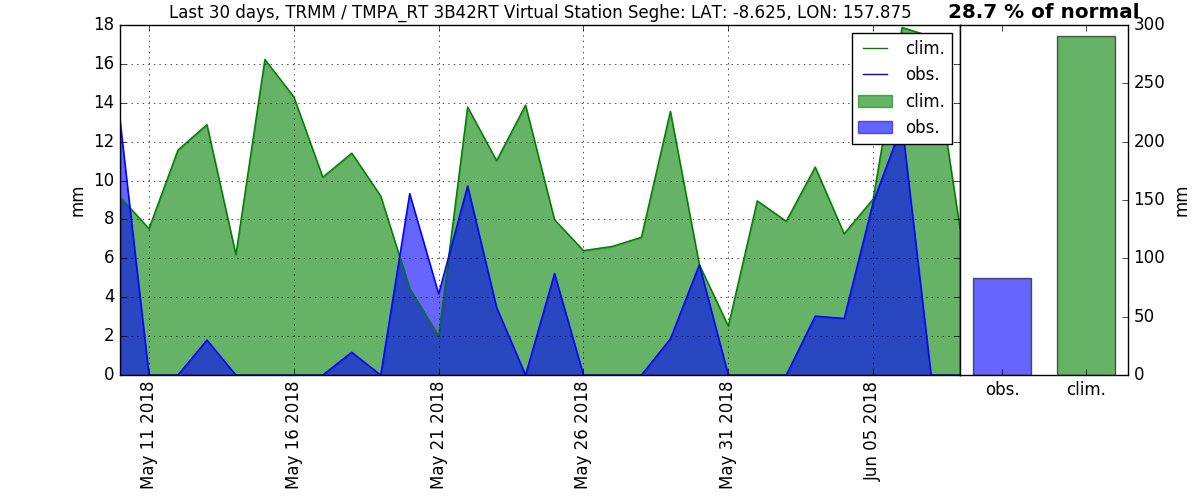 Last 30 days, TRMM / TMPA_RT 3B42RT Virtual Station Seghe: LAT: -8.625, LON: 157.875
28.7 % of normal
18
16
14
12
10
8
6
4
2
0
mm
clim.
obs.
clim.
obs.
May 11 2018
May 16 2018
May 21 2018
May 26 2018
May 31 2018
Jun 05 2018
300
250
200
150
100
50
0
mm
obs.
clim.